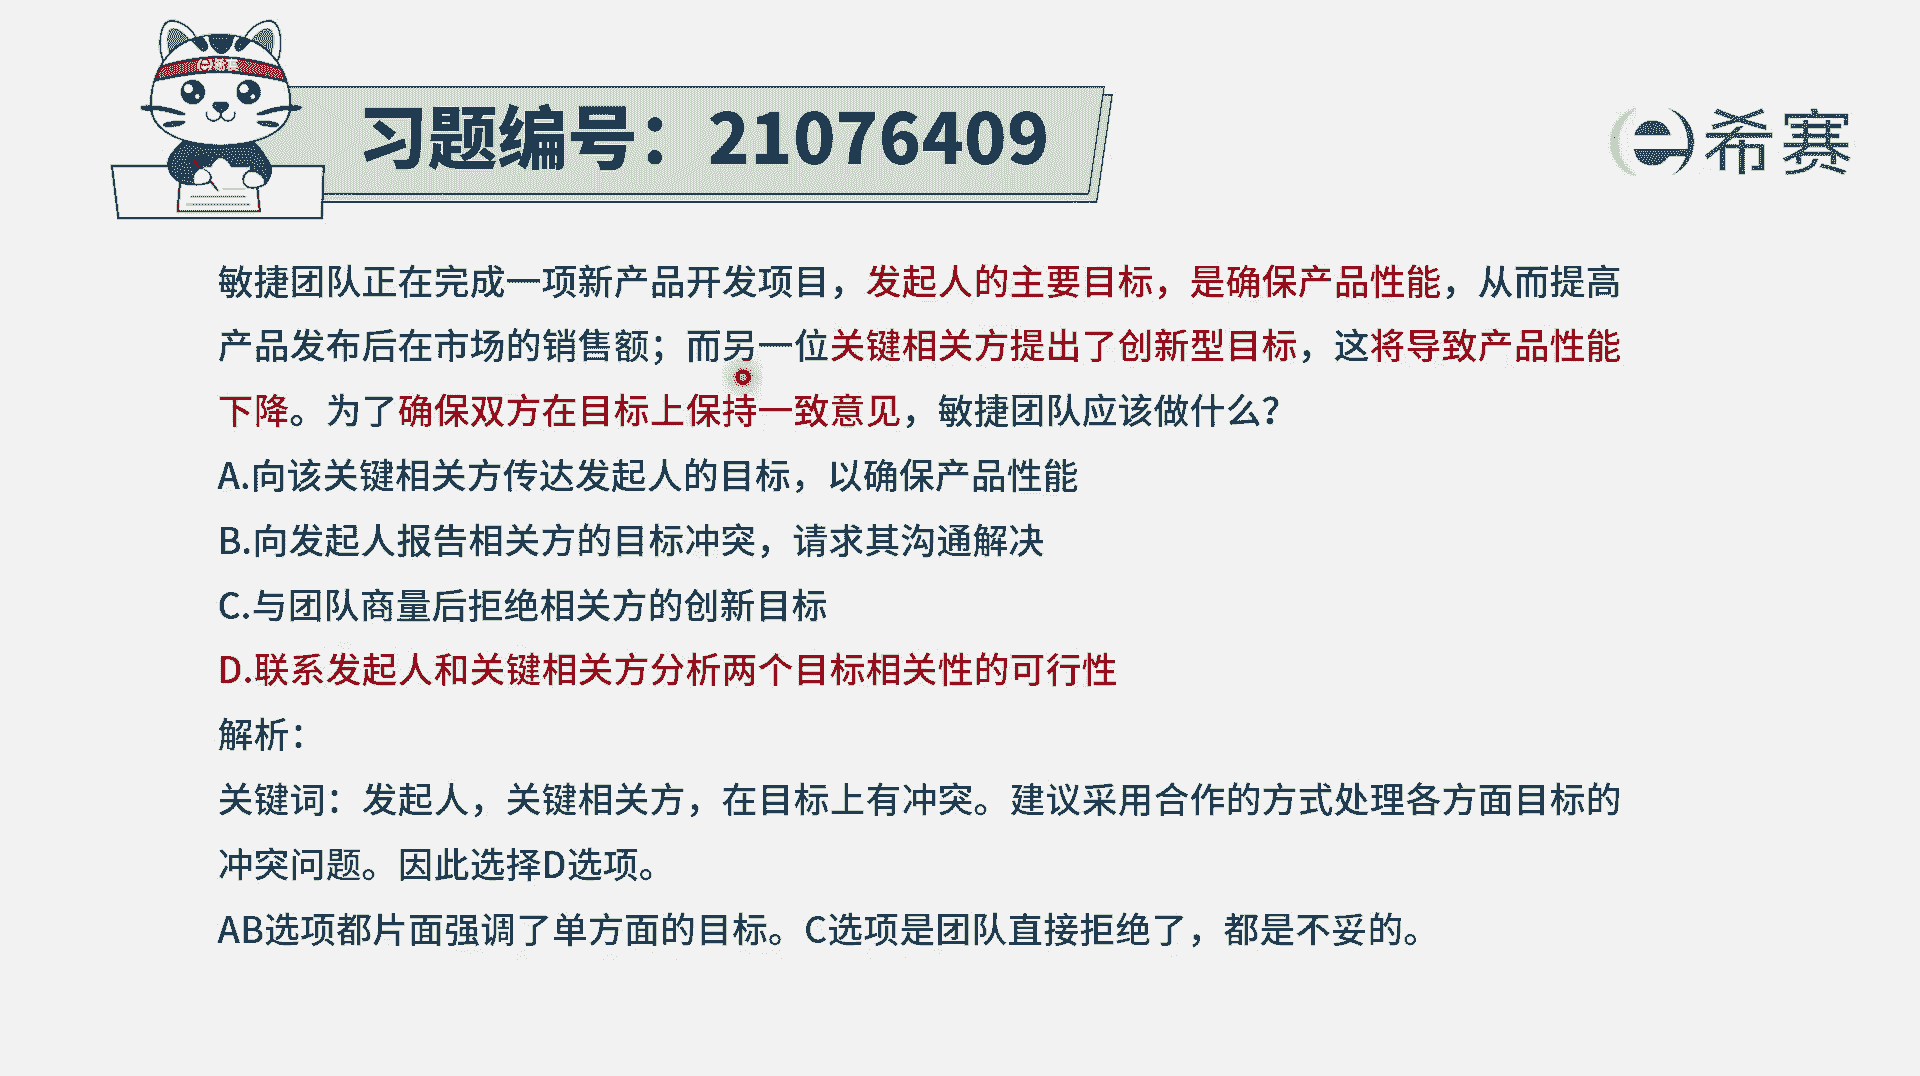 e希赛
习题编号：21076409
e希赛
敏捷团队正在完成一项新产品开发项目，发起人的主要目标，是确保产品性能，从而提高
产品发布后在市场的销售额；而另一位关键相关方提出了创新型目标，这将导致产品性能
下降。为了确保双方在目标上保持一致意见，敏捷团队应该做什么？
A.向该关键相关方传达发起人的目标，以确保产品性能
B.向发起人报告相关方的目标冲突，请求其沟通解决
C.与团队商量后拒绝相关方的创新目标
D.联系发起人和关键相关方分析两个目标相关性的可行性
解析：
关键词：发起人，关键相关方，在目标上有冲突。建议采用合作的方式处理各方面目标的
冲突问题。因此选择D选项。
AB选项都片面强调了单方面的目标。C选项是团队直接拒绝了，都是不妥的。